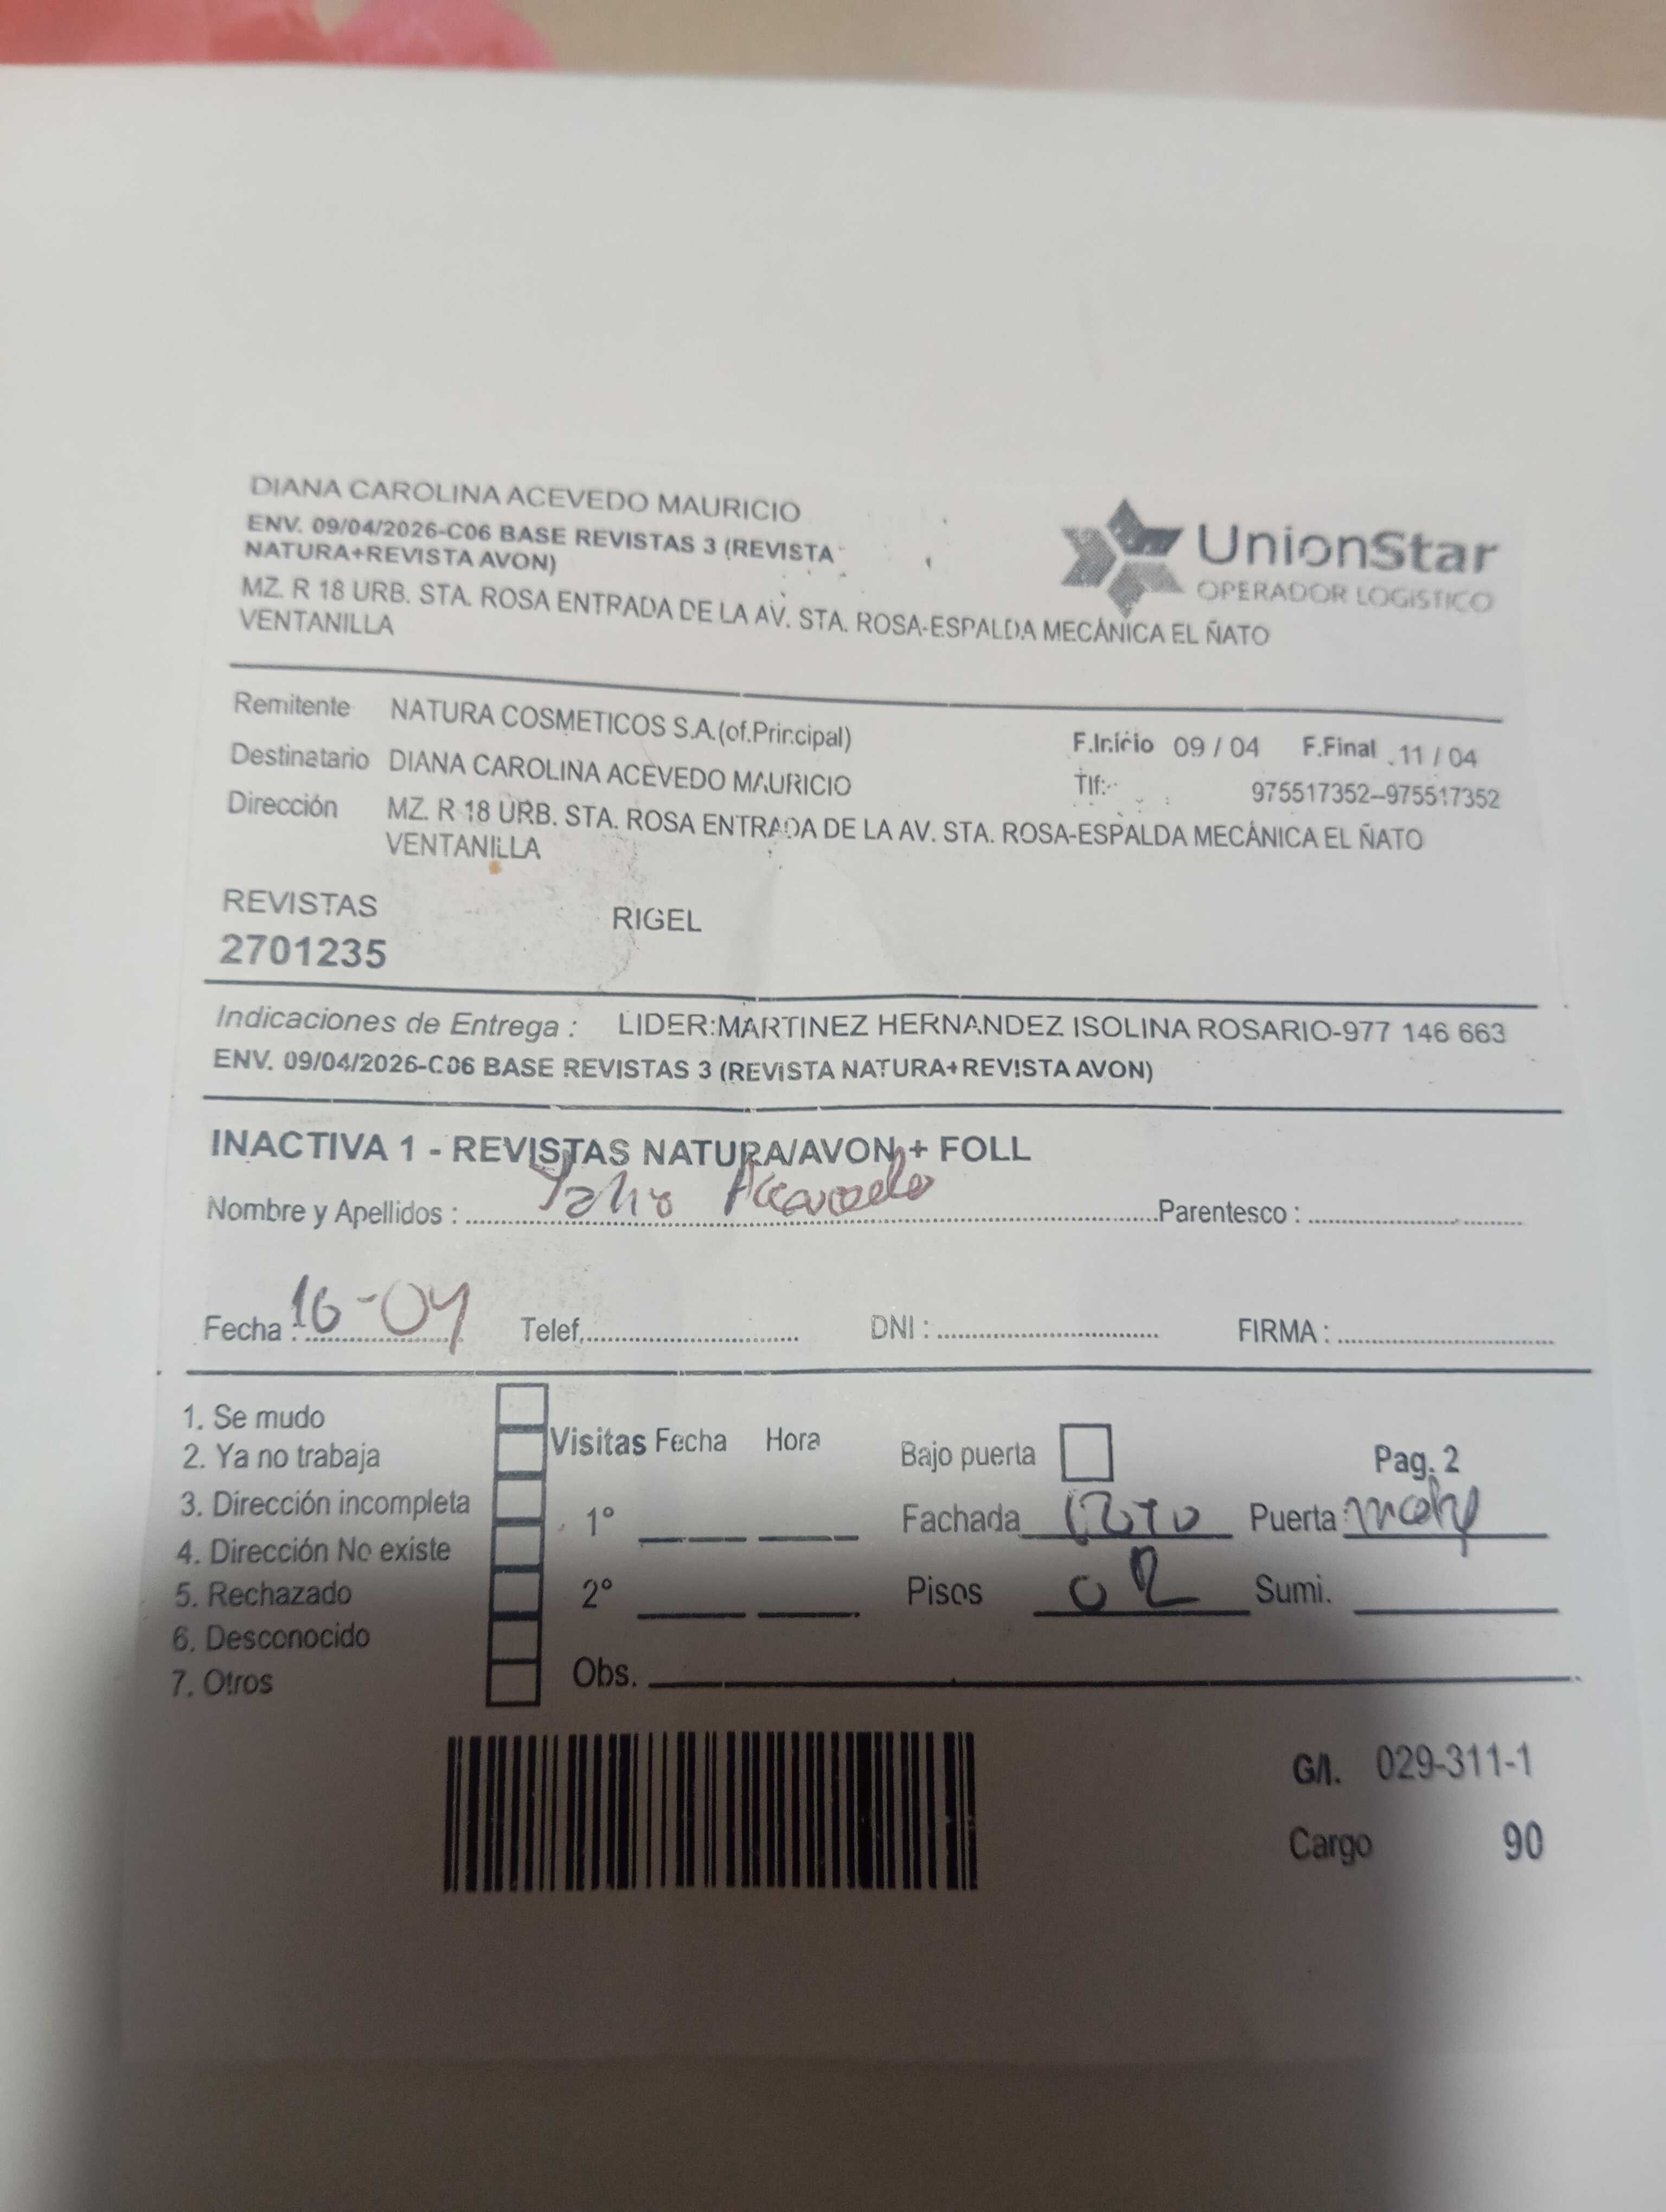 DIANA CAROLINA ACEVEDO MAURICIO
ENV. 09/04/2026-C06 BASE REVISTAS 3 (REVISTA
NATURA+REVISTA AVON)
MZ. R 18 URB. STA. ROSA ENTRADA DE LA AV. STA. ROSA-ESPALDA MECÁNICA EL ÑATO
VENTANILLA
UnionStar
OPERADOR LOGISTICO
Remitente NATURA COSMETICOS S.A.(of.Principal)
F.Inicio 09 / 04 F.Final 11 / 04
Destinatario DIANA CAROLINA ACEVEDO MAURICIO
Tlf: 975517352--975517352
Dirección MZ. R 18 URB. STA. ROSA ENTRADA DE LA AV. STA. ROSA-ESPALDA MECÁNICA EL ÑATO
VENTANILLA
REVISTAS RIGEL
2701235
Indicaciones de Entrega : LIDER:MARTINEZ HERNANDEZ ISOLINA ROSARIO-977 146 663
ENV. 09/04/2026-C06 BASE REVISTAS 3 (REVISTA NATURA+REVISTA AVON)
INACTIVA 1 - REVISTAS NATURA/AVON + FOLL
Nombre y Apellidos : Parentesco :
Fecha : 16-04 Telef. DNI : FIRMA :
1. Se mudo
2. Ya no trabaja
3. Dirección incompleta
4. Dirección No existe
5. Rechazado
6. Desconocido
7. Otros
Visitas Fecha Hora
1°
2°
Obs.
Bajo puerta Pag. 2
Fachada Puerta
Pisos 02 Sumi.
G/I. 029-311-1
Cargo 90